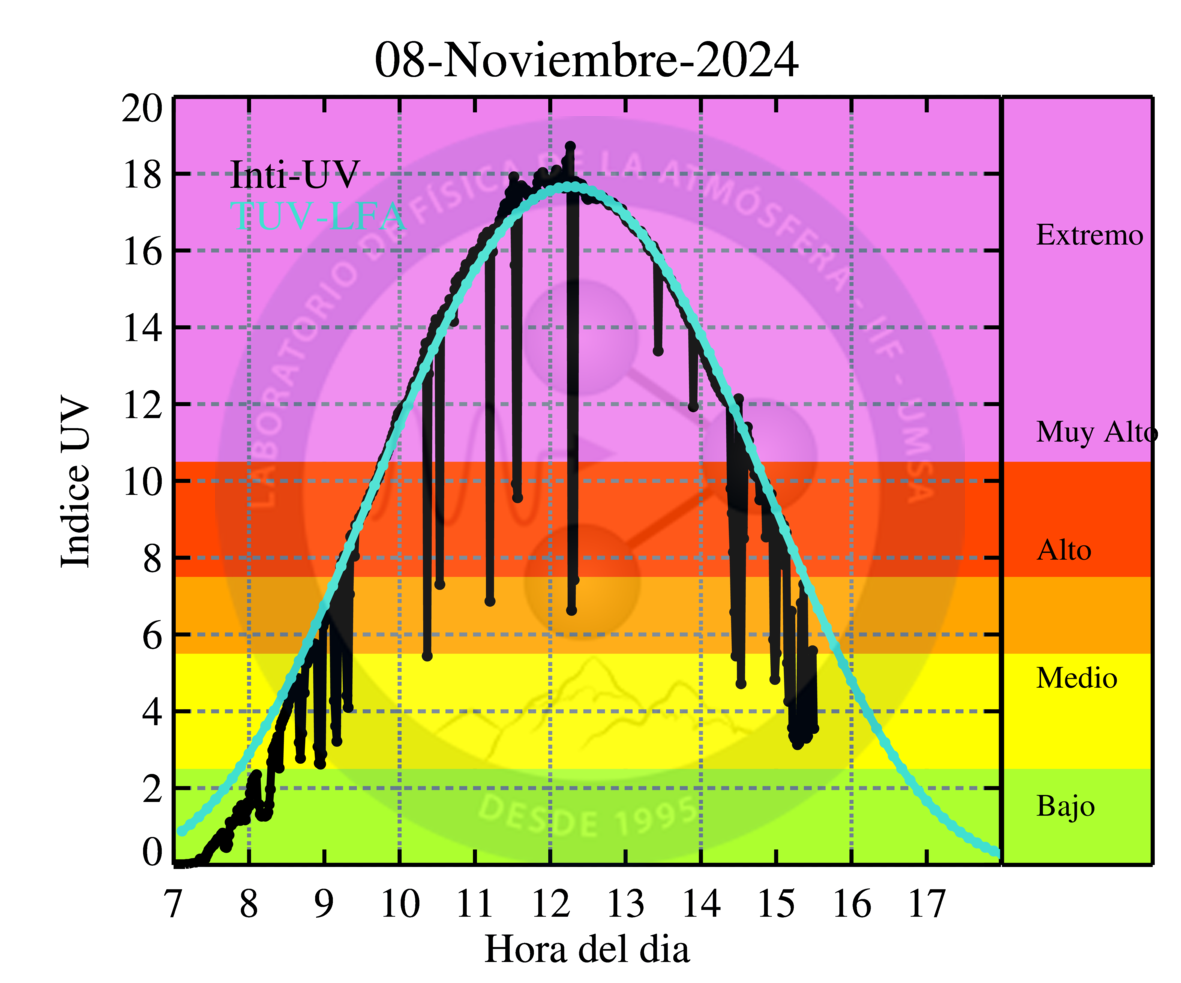 08-Noviembre-2024
Inti-UV
TUV-LFA
LABORATORIO DE FÍSICA DE LA ATMÓSFERA - IIF - UMSA
DESDE 1995
Indice UV
20
18
16
14
12
10
8
6
4
2
0
Extremo
Muy Alto
Alto
Medio
Bajo
7 8 9 10 11 12 13 14 15 16 17
Hora del dia